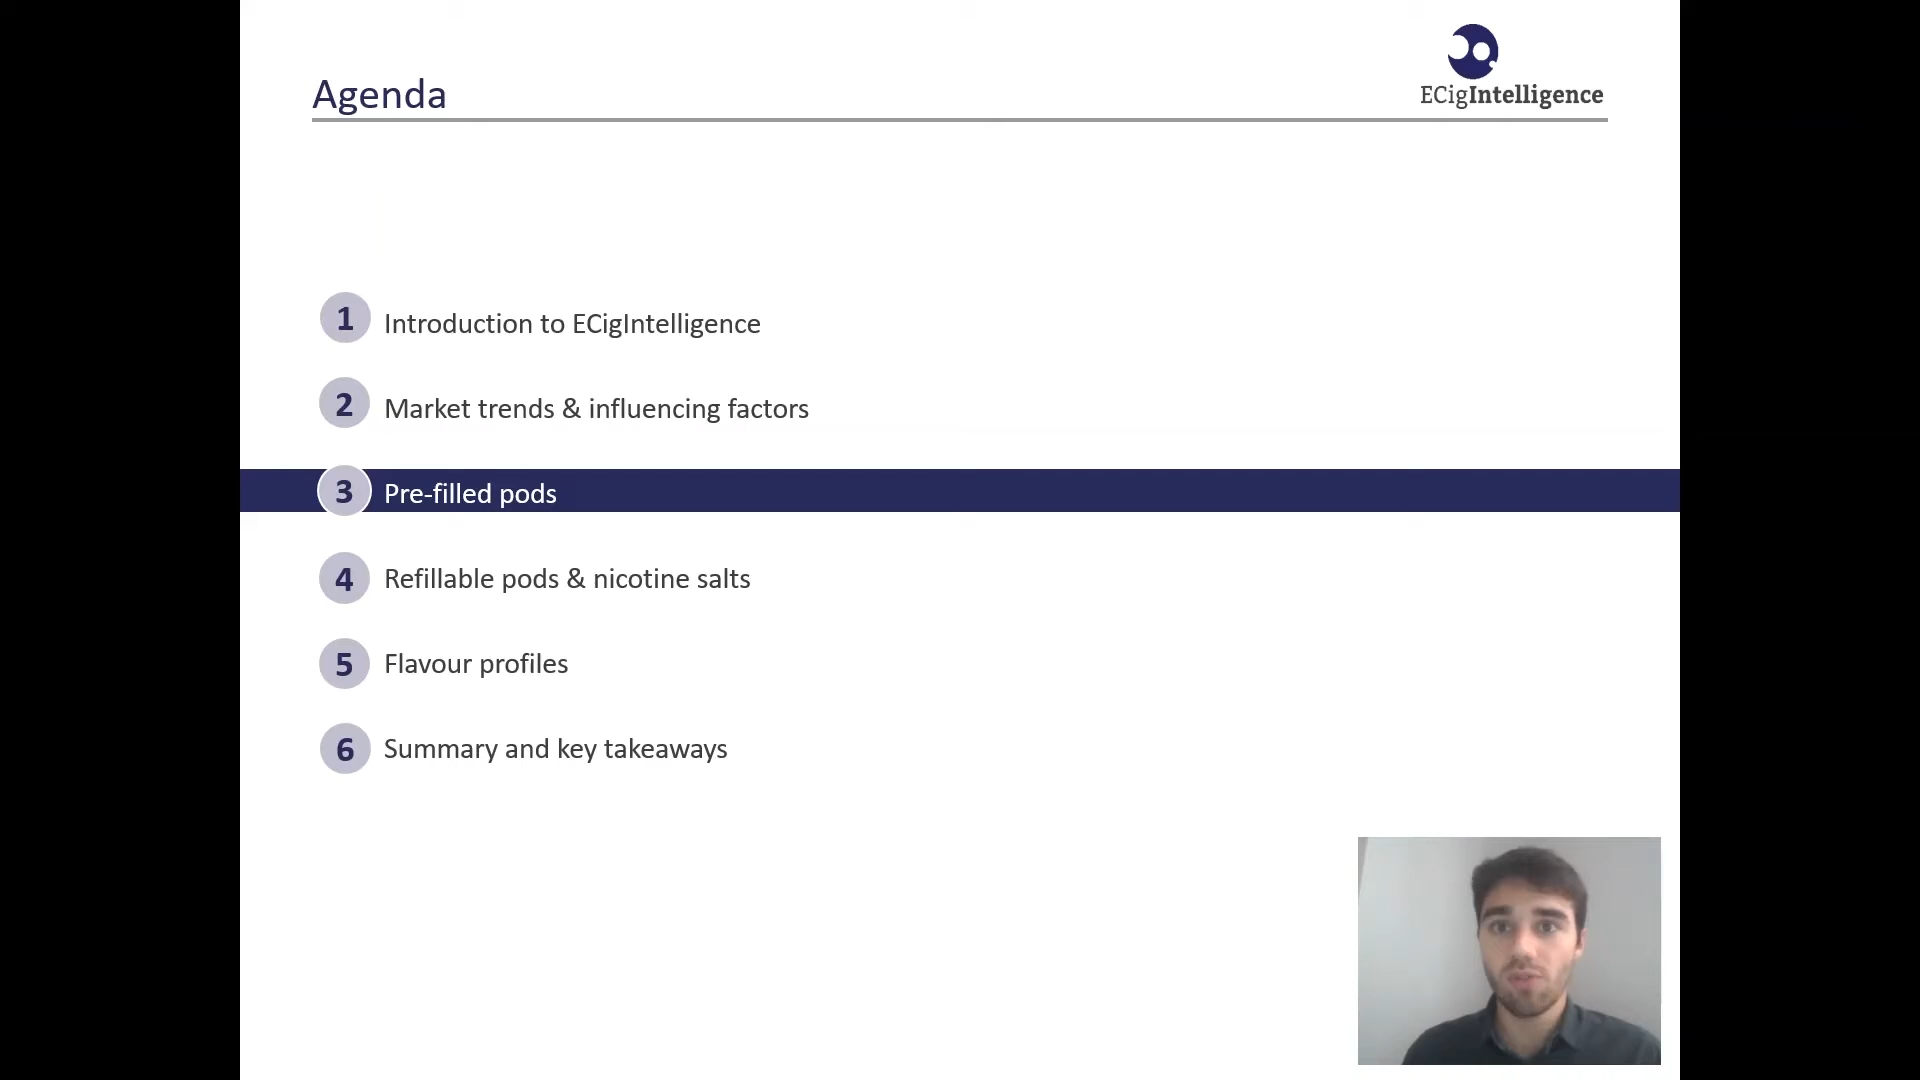 Agenda
ECigIntelligence
1 Introduction to ECigIntelligence
2 Market trends & influencing factors
3 Pre-filled pods
4 Refillable pods & nicotine salts
5 Flavour profiles
6 Summary and key takeaways